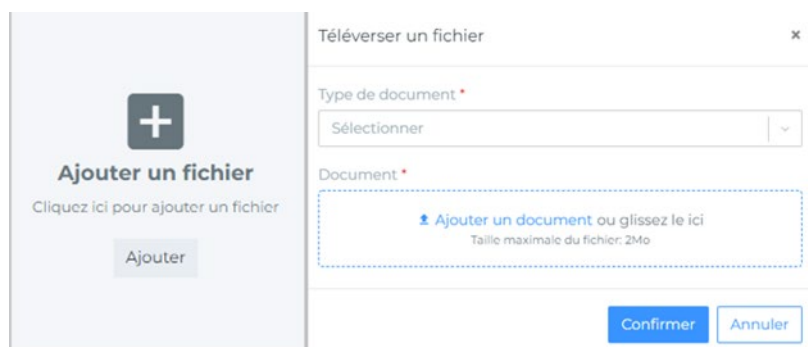 Ajouter un fichier
Cliquez ici pour ajouter un fichier
Ajouter
Téléverser un fichier
Type de document *
Sélectionner
Document *
Ajouter un document ou glissez le ici
Taille maximale du fichier: 2Mo
Confirmer
Annuler